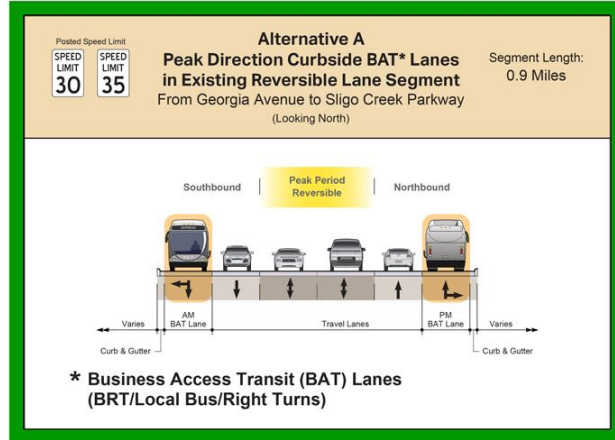 Posted Speed Limit
SPEED
LIMIT
30
SPEED
LIMIT
35
Alternative A
Peak Direction Curbside BAT* Lanes
in Existing Reversible Lane Segment
From Georgia Avenue to Sligo Creek Parkway
(Looking North)
Segment Length:
0.9 Miles
Southbound
Peak Period
Reversible
Northbound
Varies
AM
BAT Lane
Travel Lanes
PM
BAT Lane
Varies
Curb & Gutter
Curb & Gutter
* Business Access Transit (BAT) Lanes
(BRT/Local Bus/Right Turns)